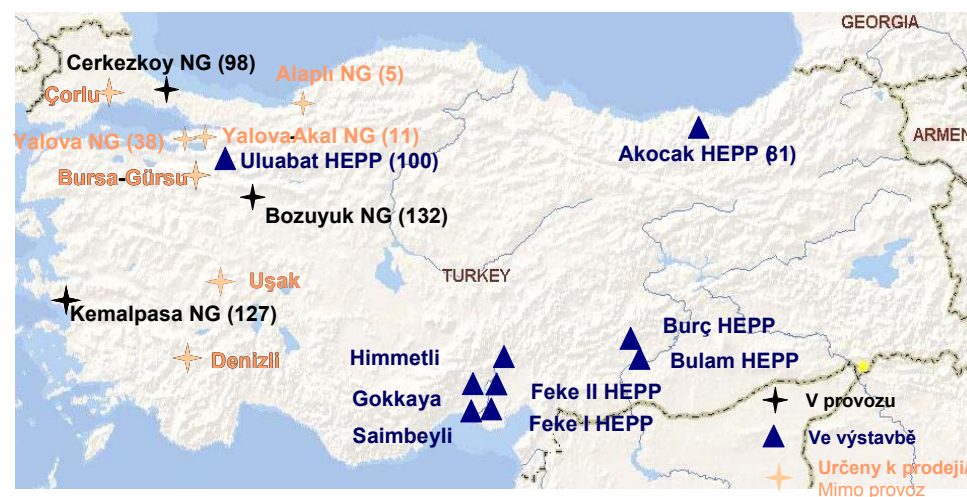 GEORGIA
Cerkezkoy NG (98)
Alaplı NG (5)
Çorlu
Yalova NG (38)
Yalova-Akal NG (11)
ARMEN
Akocak HEPP (81)
Uluabat HEPP (100)
Bursa-Gürsu
Bozuyuk NG (132)
TURKEY
Uşak
Kemalpasa NG (127)
Burç HEPP
Himmetli
Denizli
Bulam HEPP
Gokkaya
Feke II HEPP
V provozu
Saimbeyli
Feke I HEPP
Ve výstavbě
Určeny k prodeji/
Mimo provoz